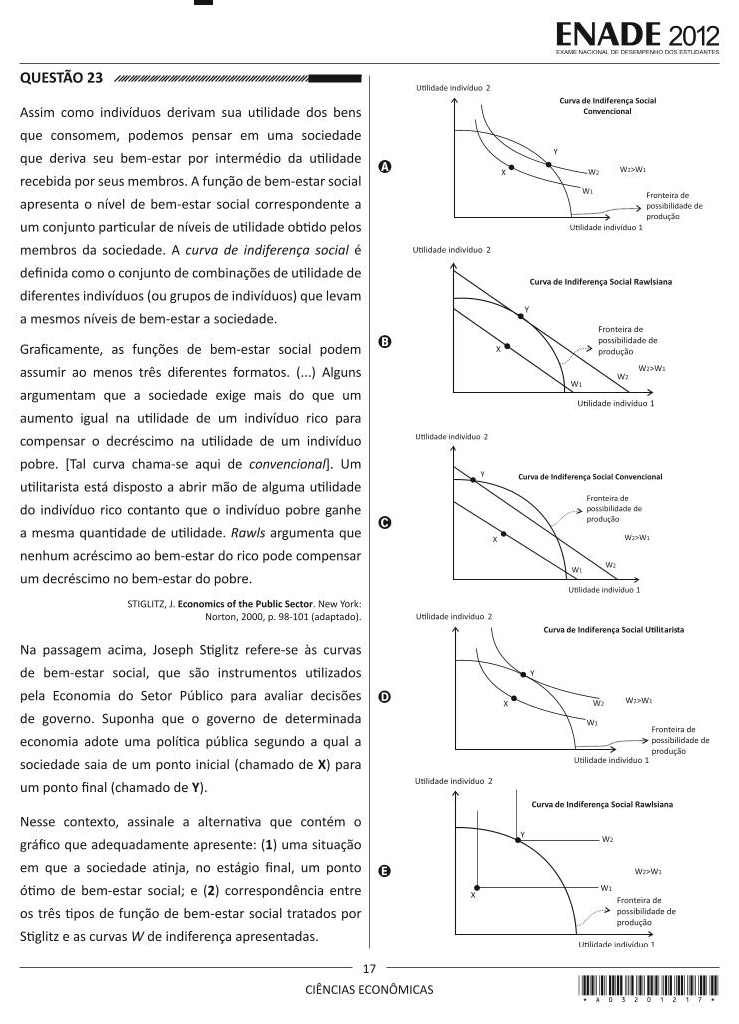 ENADE 2012
EXAME NACIONAL DE DESEMPENHO DOS ESTUDANTES
QUESTÃO 23
Assim como indivíduos derivam sua utilidade dos bens
que consomem, podemos pensar em uma sociedade
que deriva seu bem-estar por intermédio da utilidade
recebida por seus membros. A função de bem-estar social
apresenta o nível de bem-estar social correspondente a
um conjunto particular de níveis de utilidade obtido pelos
membros da sociedade. A curva de indiferença social é
definida como o conjunto de combinações de utilidade de
diferentes indivíduos (ou grupos de indivíduos) que levam
a mesmos níveis de bem-estar a sociedade.
Graficamente, as funções de bem-estar social podem
assumir ao menos três diferentes formatos. (...) Alguns
argumentam que a sociedade exige mais do que um
aumento igual na utilidade de um indivíduo rico para
compensar o decréscimo na utilidade de um indivíduo
pobre. [Tal curva chama-se aqui de convencional]. Um
utilitarista está disposto a abrir mão de alguma utilidade
do indivíduo rico contanto que o indivíduo pobre ganhe
a mesma quantidade de utilidade. Rawls argumenta que
nenhum acréscimo ao bem-estar do rico pode compensar
um decréscimo no bem-estar do pobre.
STIGLITZ, J. Economics of the Public Sector. New York:
Norton, 2000, p. 98-101 (adaptado).
Na passagem acima, Joseph Stiglitz refere-se às curvas
de bem-estar social, que são instrumentos utilizados
pela Economia do Setor Público para avaliar decisões
de governo. Suponha que o governo de determinada
economia adote uma política pública segundo a qual a
sociedade saia de um ponto inicial (chamado de X) para
um ponto final (chamado de Y).
Nesse contexto, assinale a alternativa que contém o
gráfico que adequadamente apresente: (1) uma situação
em que a sociedade atinja, no estágio final, um ponto
ótimo de bem-estar social; e (2) correspondência entre
os três tipos de função de bem-estar social tratados por
Stiglitz e as curvas W de indiferença apresentadas.
A
Utilidade indivíduo 2
Curva de Indiferença Social
Convencional
Y
X
W2
W2>W1
W1
Fronteira de
possibilidade de
produção
Utilidade indivíduo 1
B
Utilidade indivíduo 2
Curva de Indiferença Social Rawlsiana
Y
Fronteira de
possibilidade de
produção
X
W2>W1
W2
W1
Utilidade indivíduo 1
C
Utilidade indivíduo 2
Y
Curva de Indiferença Social Convencional
Fronteira de
possibilidade de
produção
X
W2>W1
W2
W1
Utilidade indivíduo 1
D
Utilidade indivíduo 2
Curva de Indiferença Social Utilitarista
Y
X
W2
W2>W1
W1
Fronteira de
possibilidade de
produção
Utilidade indivíduo 1
E
Utilidade indivíduo 2
Curva de Indiferença Social Rawlsiana
Y
W2
W2>W1
W1
X
Fronteira de
possibilidade de
produção
Utilidade indivíduo 1
17
CIÊNCIAS ECONÔMICAS
* A 0 3 2 0 1 2 1 7 *